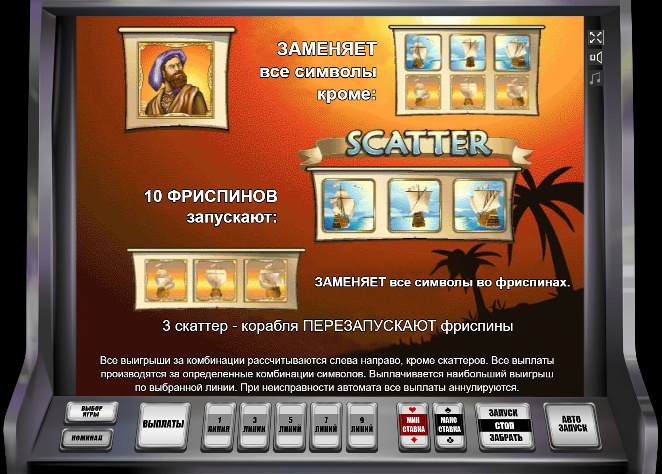 ЗАМЕНЯЕТ
все символы
кроме:
SCATTER
10 ФРИСПИНОВ
запускают:
ЗАМЕНЯЕТ все символы во фриспинах.
3 скаттер - корабля ПЕРЕЗАПУСКАЮТ фриспины
Все выигрыши за комбинации рассчитываются слева направо, кроме скаттеров. Все выплаты
производятся за определенные комбинации символов. Выплачивается наибольший выигрыш
по выбранной линии. При неисправности автомата все выплаты аннулируются.
ВЫБОР
ИГРЫ
НОМИНАЛ
ВЫПЛАТЫ
1
ЛИНИЯ
3
ЛИНИЙ
5
ЛИНИЙ
7
ЛИНИЙ
9
ЛИНИЙ
МИН
СТАВКА
МАКС
СТАВКА
ЗАПУСК
СТОП
ЗАБРАТЬ
АВТО
ЗАПУСК